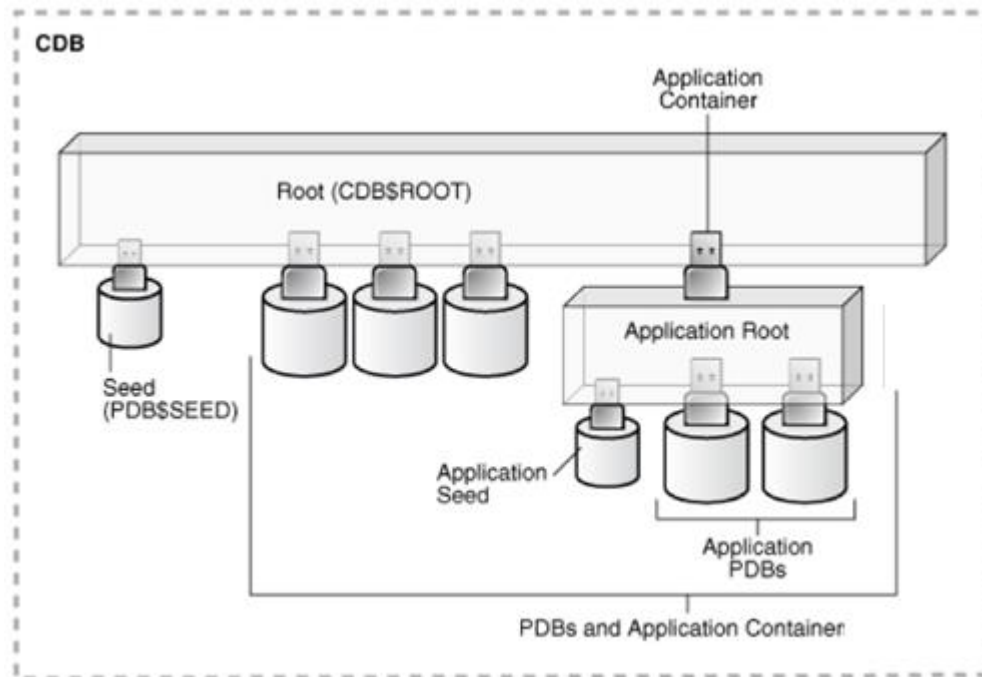 CDB
Application
Container
Root (CDB$ROOT)
Application Root
Seed
(PDB$SEED)
Application
Seed
Application
PDBs
PDBs and Application Container